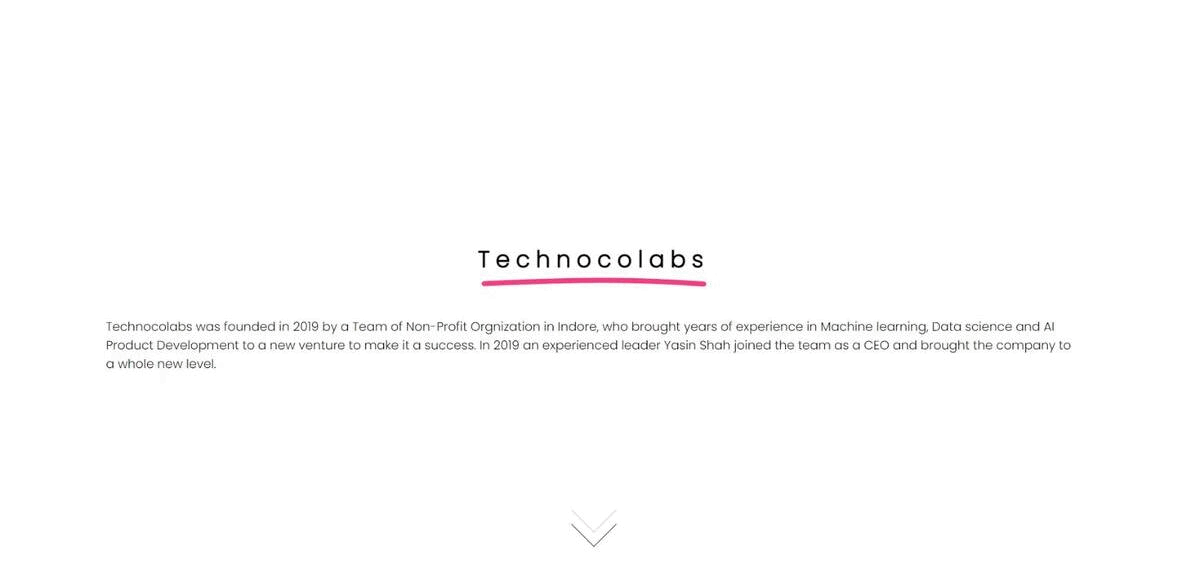 Technocolabs
Technocolabs was founded in 2019 by a Team of Non-Profit Orgnization in Indore, who brought years of experience in Machine learning, Data science and AI
Product Development to a new venture to make it a success. In 2019 an experienced leader Yasin Shah joined the team as a CEO and brought the company to
a whole new level.